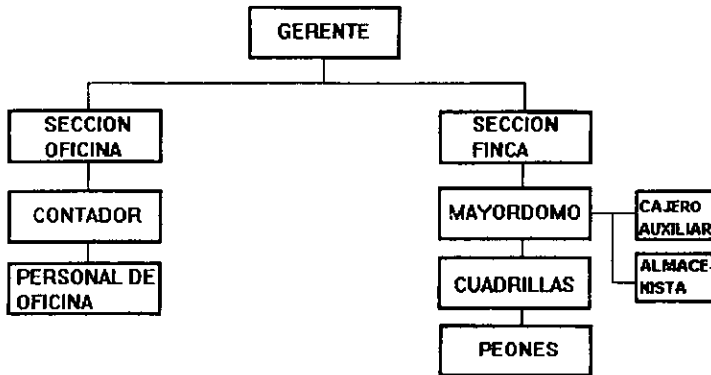 GERENTE
SECCION
OFICINA
CONTADOR
PERSONAL DE
OFICINA
SECCION
FINCA
MAYORDOMO
CUADRILLAS
PEONES
CAJERO
AUXILIAR
ALMACE-
NISTA